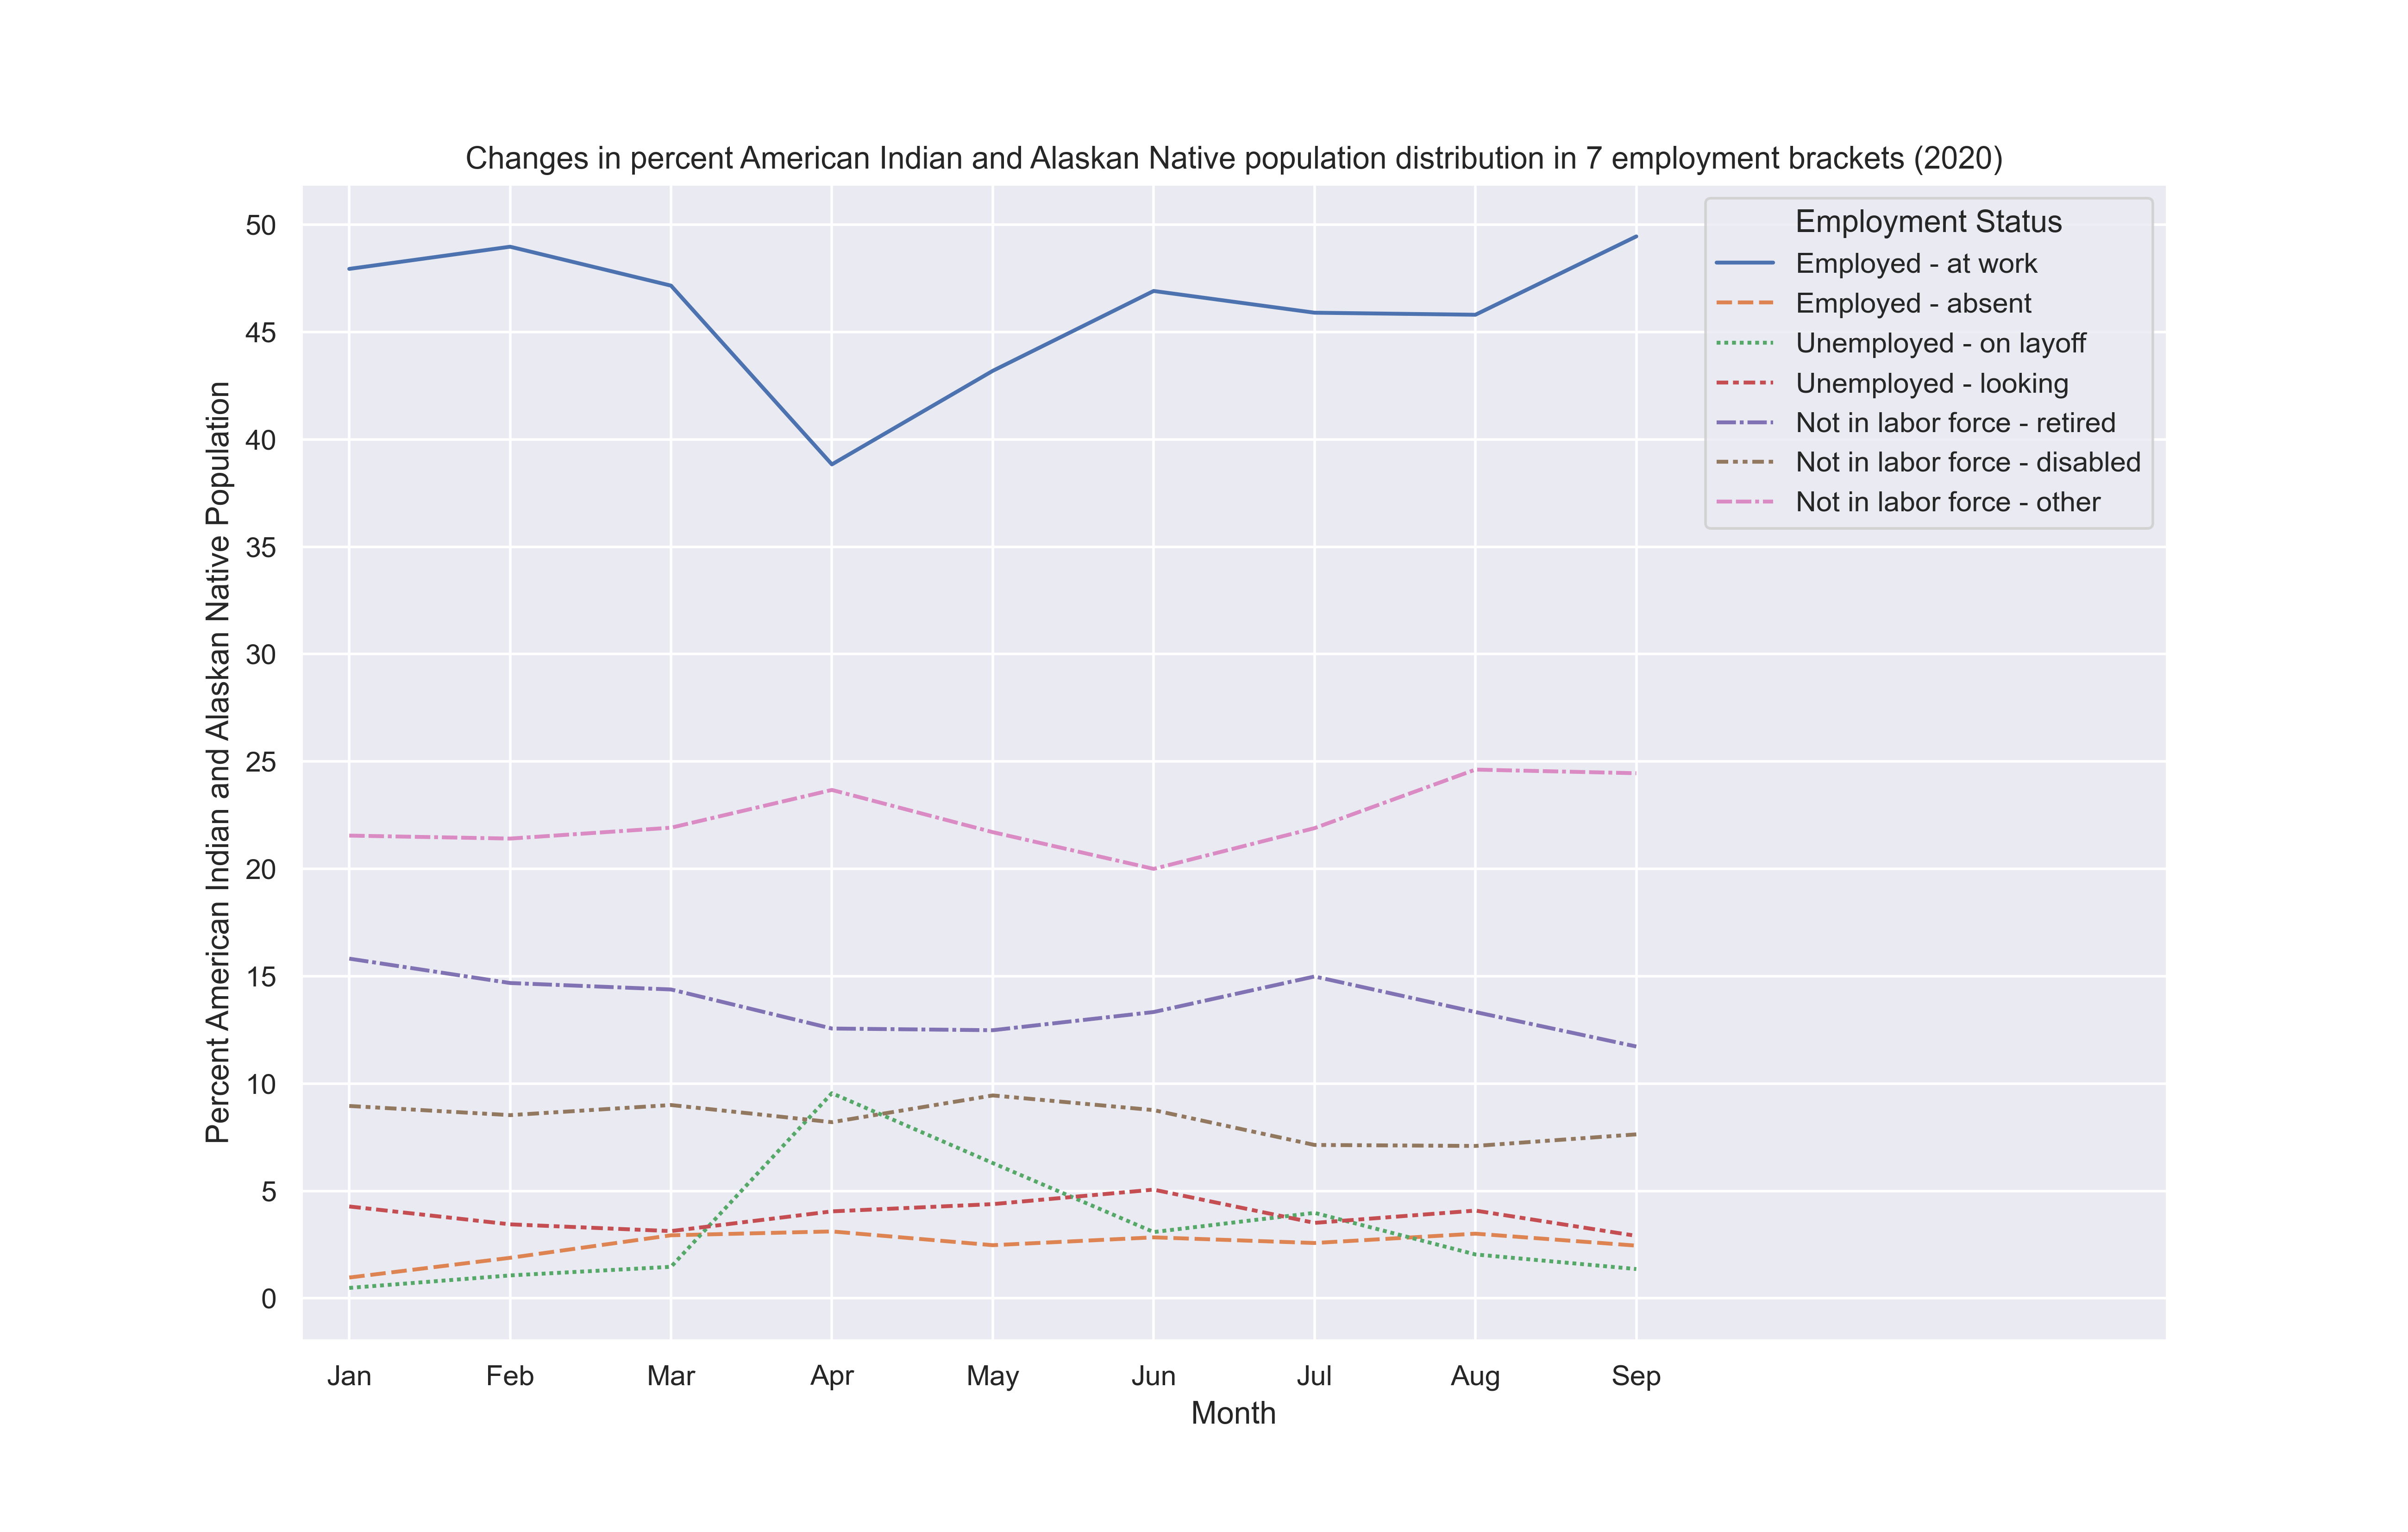 Changes in percent American Indian and Alaskan Native population distribution in 7 employment brackets (2020)
Percent American Indian and Alaskan Native Population
50
45
40
35
30
25
20
15
10
5
0
Employment Status
Employed - at work
Employed - absent
Unemployed - on layoff
Unemployed - looking
Not in labor force - retired
Not in labor force - disabled
Not in labor force - other
Jan Feb Mar Apr May Jun Jul Aug Sep
Month